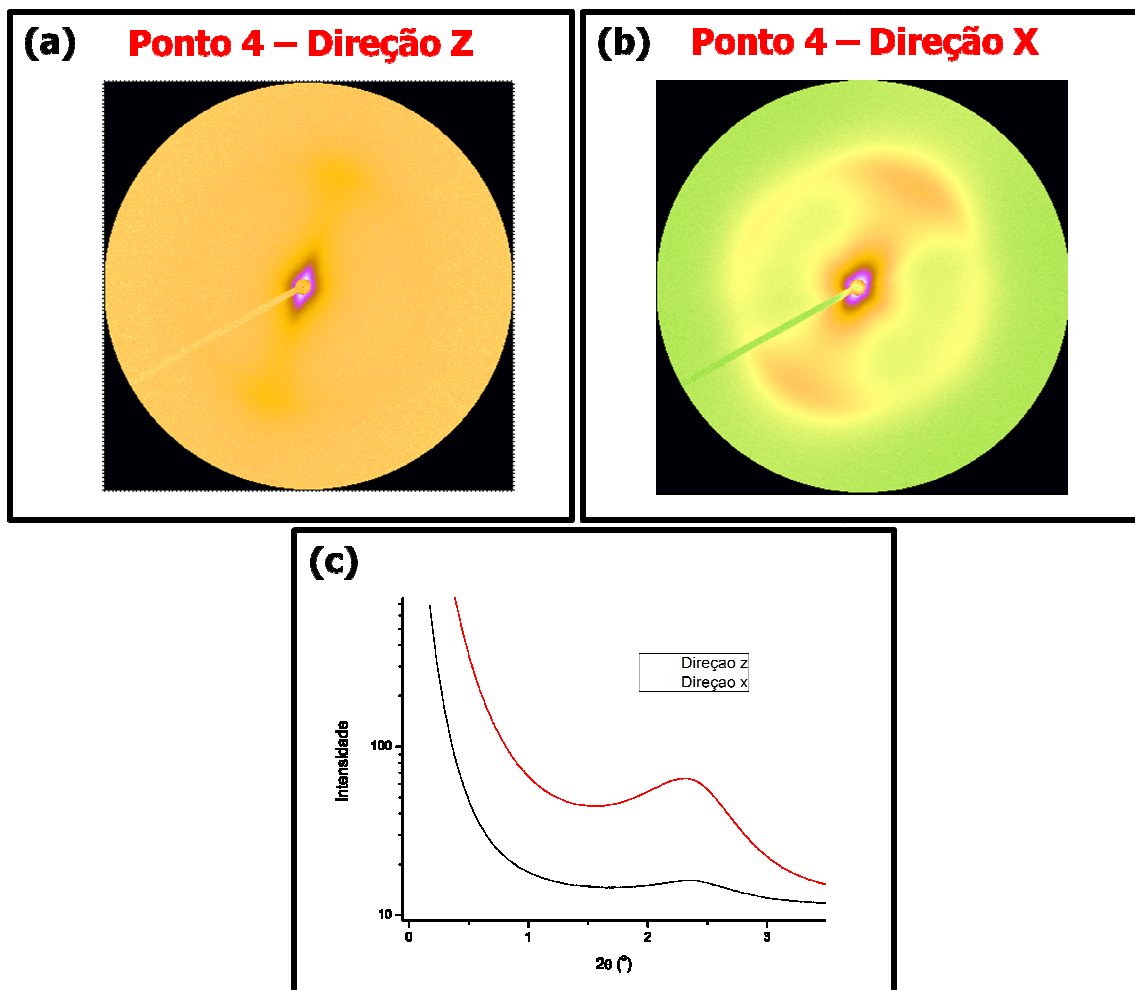 (a) Ponto 4 – Direção Z
(b) Ponto 4 – Direção X
(c)
Intensidade
100
10
Direçao z
Direçao x
0 1 2 3
2θ (°)